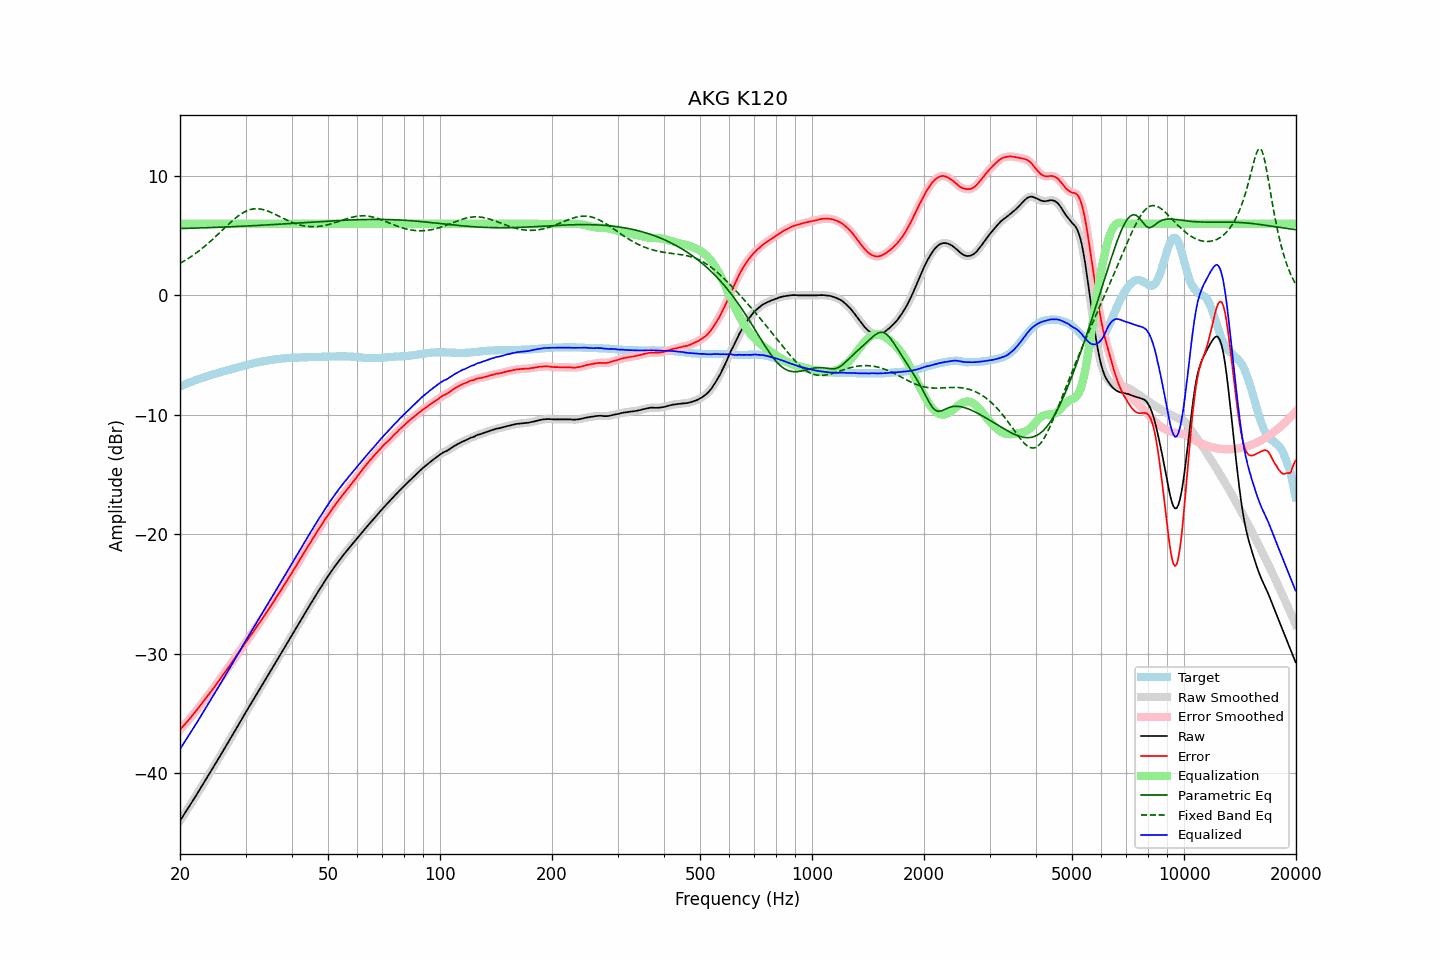 AKG K120
Amplitude (dBr)
10
0
−10
−20
−30
−40
20
50
100
200
500
1000
2000
5000
10000
20000
Frequency (Hz)
Target
Raw Smoothed
Error Smoothed
Raw
Error
Equalization
Parametric Eq
Fixed Band Eq
Equalized